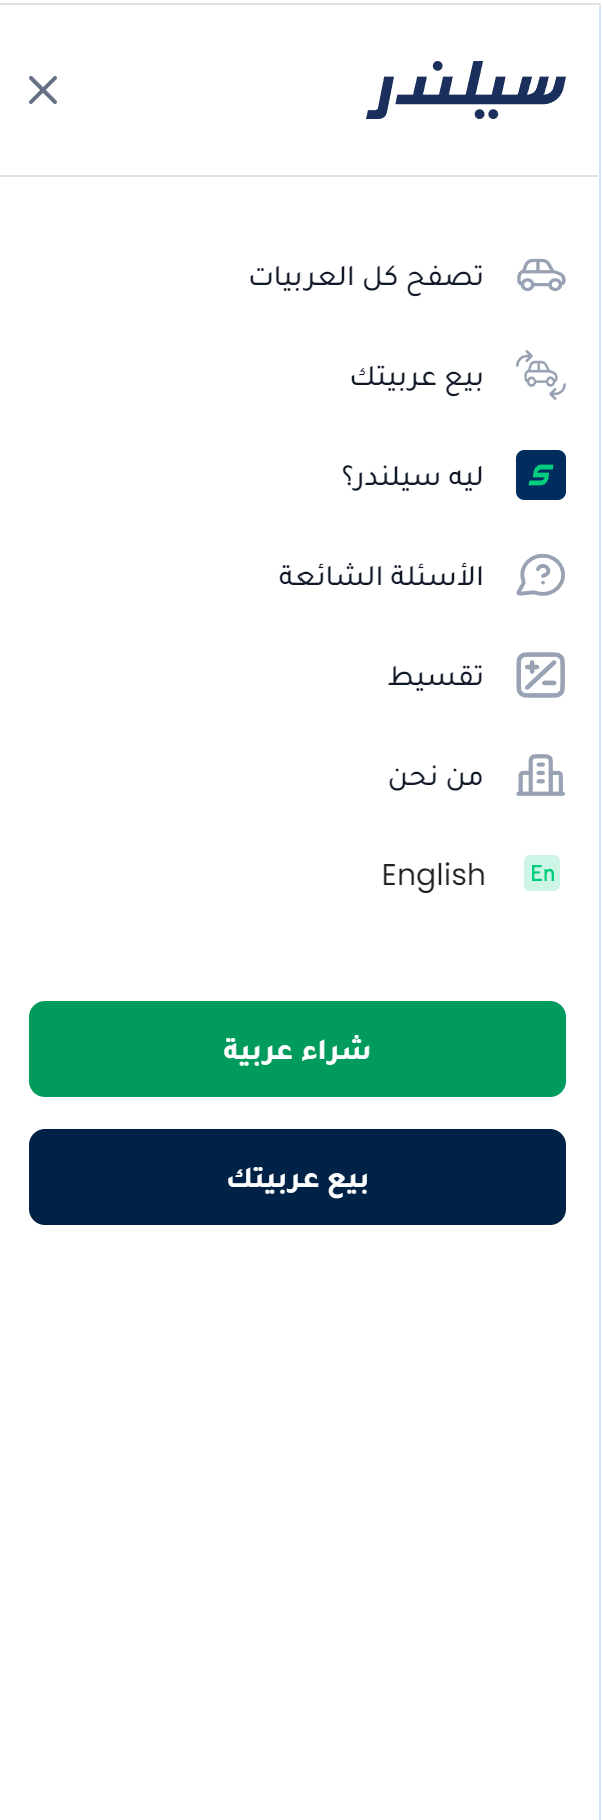 سيلندر
تصفح كل العربيات
بيع عربيتك
ليه سيلندر؟
الأسئلة الشائعة
تقسيط
من نحن
English En
شراء عربية
بيع عربيتك